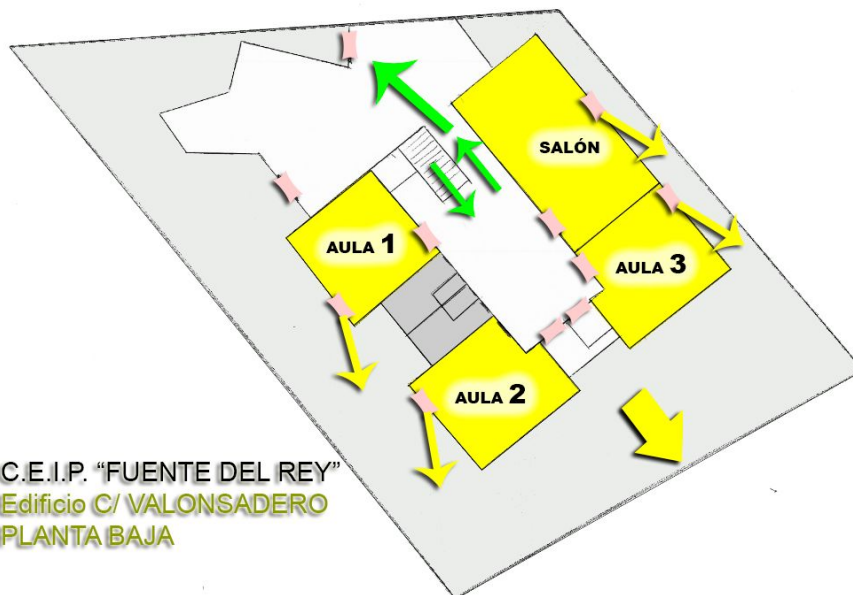 SALÓN
AULA 1
AULA 3
AULA 2
C.E.I.P. “FUENTE DEL REY”
Edificio C/ VALONSADERO
PLANTA BAJA